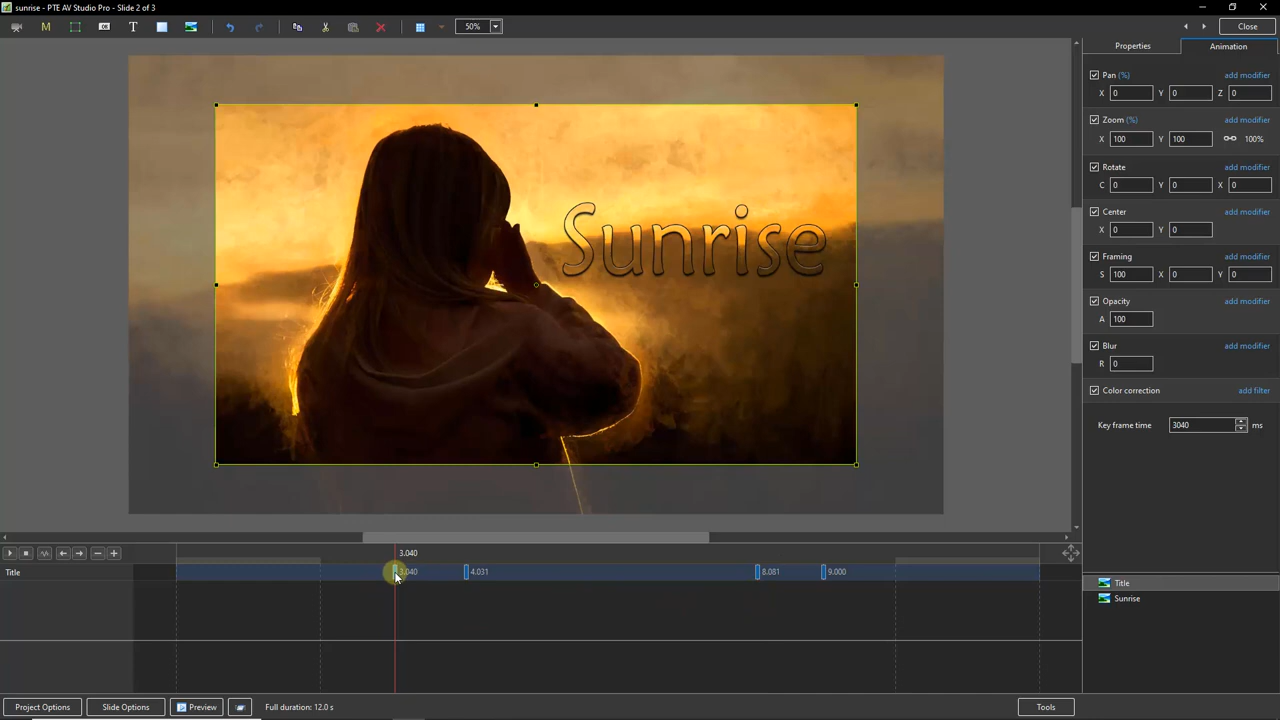 sunrise - PTE AV Studio Pro - Slide 2 of 3
M
OK
T
50%
Close
Properties
Animation
Pan (%)
add modifier
X 0 Y 0 Z 0
Zoom (%)
add modifier
X 100 Y 100 100%
Rotate
add modifier
C 0 Y 0 X 0
Center
add modifier
X 0 Y 0
Framing
add modifier
S 100 X 0 Y 0
Opacity
add modifier
A 100
Blur
add modifier
R 0
Color correction
add filter
Key frame time 3040 ms
Sunrise
3.040
Title
3.040 4.031 8.081 9.000
Title
Sunrise
Project Options
Slide Options
Preview
Full duration: 12.0 s
Tools